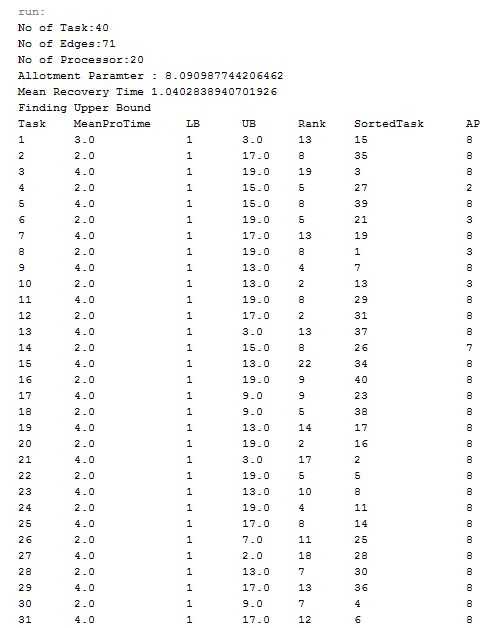 run:
No of Task:40
No of Edges:71
No of Processor:20
Allotment Paramter : 8.090987744206462
Mean Recovery Time 1.0402838940701926
Finding Upper Bound
Task MeanProTime LB UB Rank SortedTask AP
1 3.0 1 3.0 13 15 8
2 2.0 1 17.0 8 35 8
3 4.0 1 19.0 19 3 8
4 2.0 1 15.0 5 27 2
5 4.0 1 15.0 8 39 8
6 2.0 1 19.0 5 21 3
7 4.0 1 17.0 13 19 8
8 2.0 1 19.0 8 1 3
9 4.0 1 13.0 4 7 8
10 2.0 1 13.0 2 13 3
11 4.0 1 19.0 8 29 8
12 2.0 1 17.0 2 31 8
13 4.0 1 3.0 13 37 8
14 2.0 1 15.0 8 26 7
15 4.0 1 13.0 22 34 8
16 2.0 1 19.0 9 40 8
17 4.0 1 9.0 9 23 8
18 2.0 1 9.0 5 38 8
19 4.0 1 13.0 14 17 8
20 2.0 1 19.0 2 16 8
21 4.0 1 3.0 17 2 8
22 2.0 1 19.0 5 5 8
23 4.0 1 13.0 10 8 8
24 2.0 1 19.0 4 11 8
25 4.0 1 17.0 8 14 8
26 2.0 1 7.0 11 25 8
27 4.0 1 2.0 18 28 8
28 2.0 1 13.0 7 30 8
29 4.0 1 17.0 13 36 8
30 2.0 1 9.0 7 4 8
31 4.0 1 17.0 12 6 8